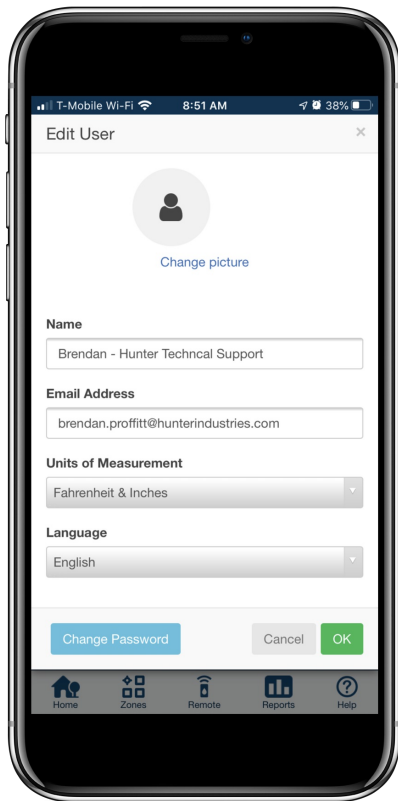 T-Mobile Wi-Fi 8:51 AM 38%
Edit User ×
Change picture
Name
Brendan - Hunter Techncal Support
Email Address
brendan.proffitt@hunterindustries.com
Units of Measurement
Fahrenheit & Inches
Language
English
Change Password Cancel OK
Home Zones Remote Reports Help